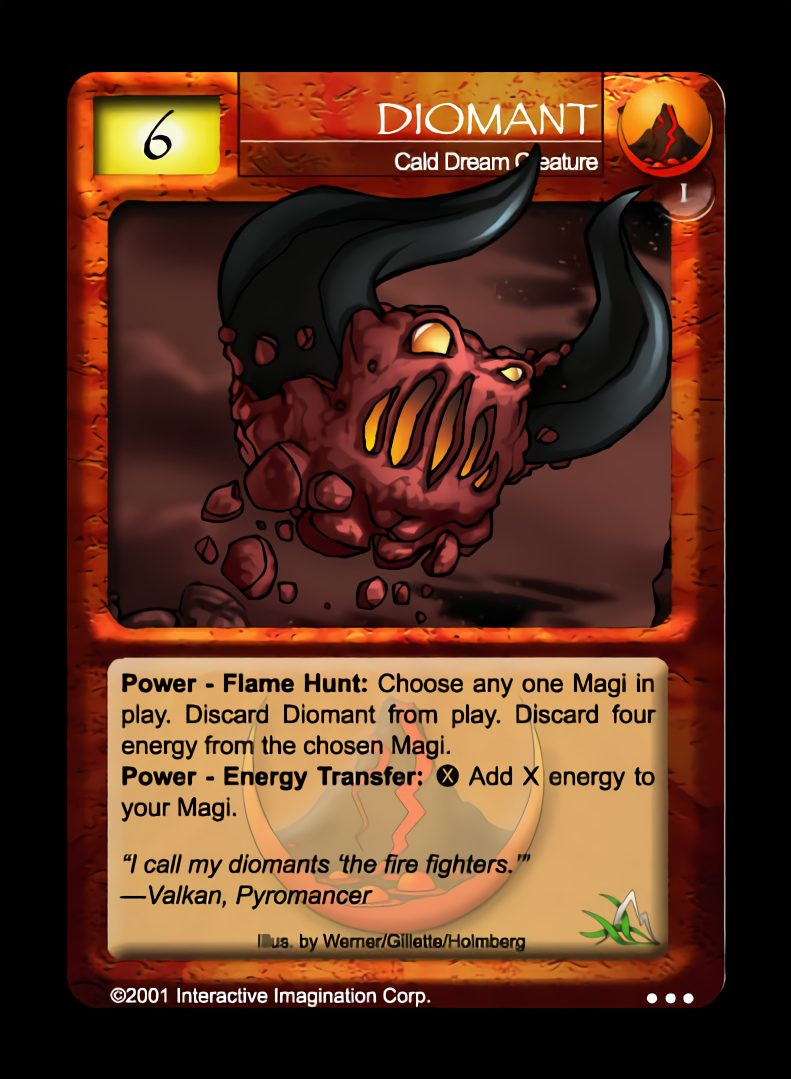 6
DIOMANT
Cald Dream Creature
I
Power - Flame Hunt: Choose any one Magi in
play. Discard Diomant from play. Discard four
energy from the chosen Magi.
Power - Energy Transfer: Ⓧ Add X energy to
your Magi.
“I call my diomants ‘the fire fighters.’”
—Valkan, Pyromancer
Illus. by Werner/Gillette/Holmberg
©2001 Interactive Imagination Corp.